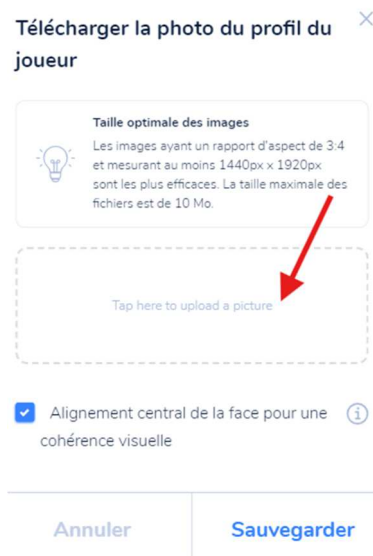 Télécharger la photo du profil du
joueur
Taille optimale des images
Les images ayant un rapport d'aspect de 3:4
et mesurant au moins 1440px x 1920px
sont les plus efficaces. La taille maximale des
fichiers est de 10 Mo.
Tap here to upload a picture
Alignement central de la face pour une
cohérence visuelle
Annuler
Sauvegarder